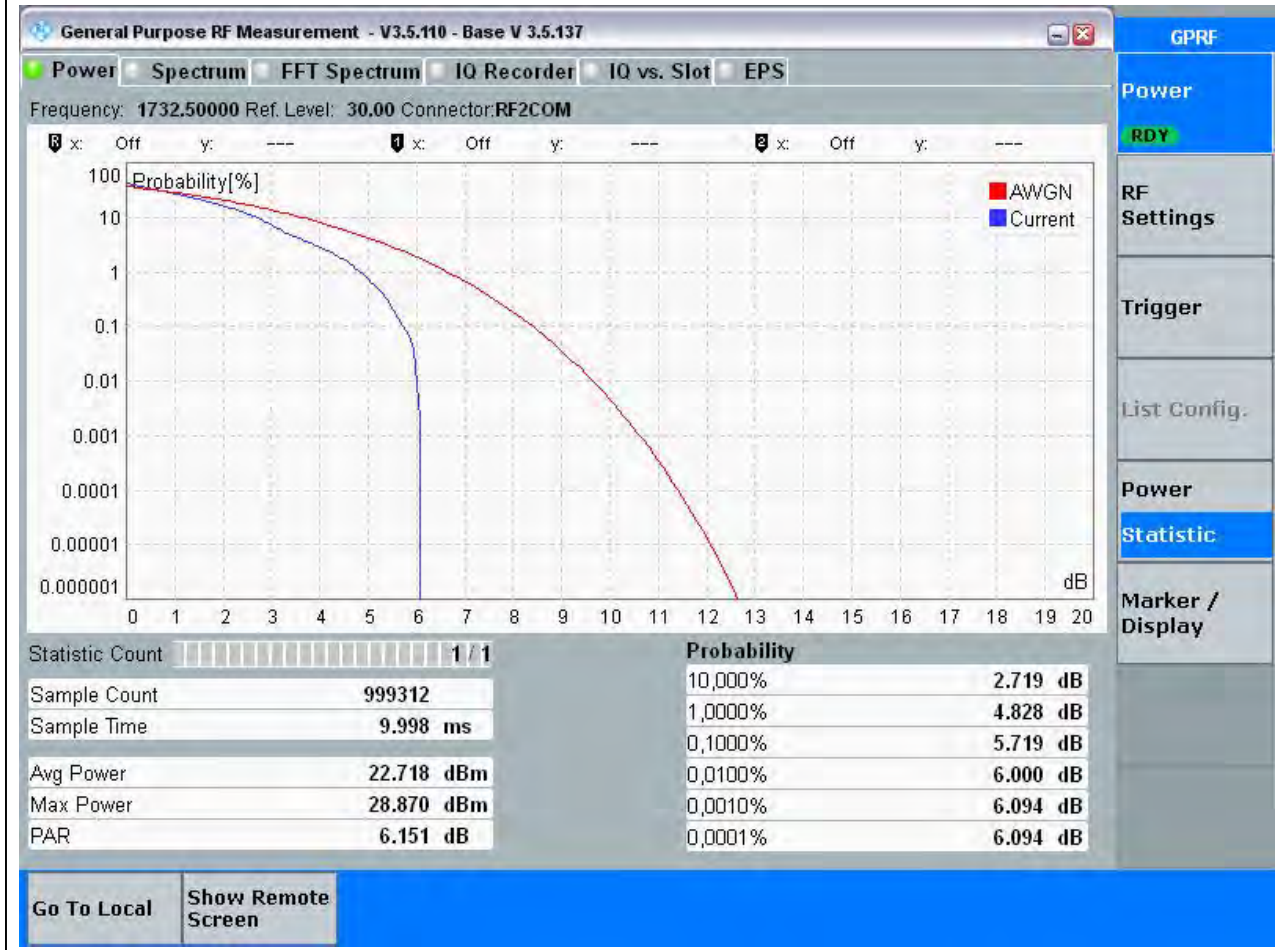 General Purpose RF Measurement - V3.5.110 - Base V 3.5.137
Power Spectrum FFT Spectrum IQ Recorder IQ vs. Slot EPS
Frequency: 1732.50000 Ref. Level: 30.00 Connector:RF2COM
R x: Off y: --- 1 x: Off y: --- 2 x: Off y: ---
Probability[%]
AWGN
Current
100
10
1
0.1
0.01
0.001
0.0001
0.00001
0.000001
dB
0 1 2 3 4 5 6 7 8 9 10 11 12 13 14 15 16 17 18 19 20
Statistic Count 1 / 1
Sample Count 999312
Sample Time 9.998 ms
Avg Power 22.718 dBm
Max Power 28.870 dBm
PAR 6.151 dB
Probability
10,000% 2.719 dB
1,0000% 4.828 dB
0,1000% 5.719 dB
0,0100% 6.000 dB
0,0010% 6.094 dB
0,0001% 6.094 dB
GPRF
Power
RDY
RF
Settings
Trigger
List Config.
Power
Statistic
Marker /
Display
Go To Local
Show Remote
Screen